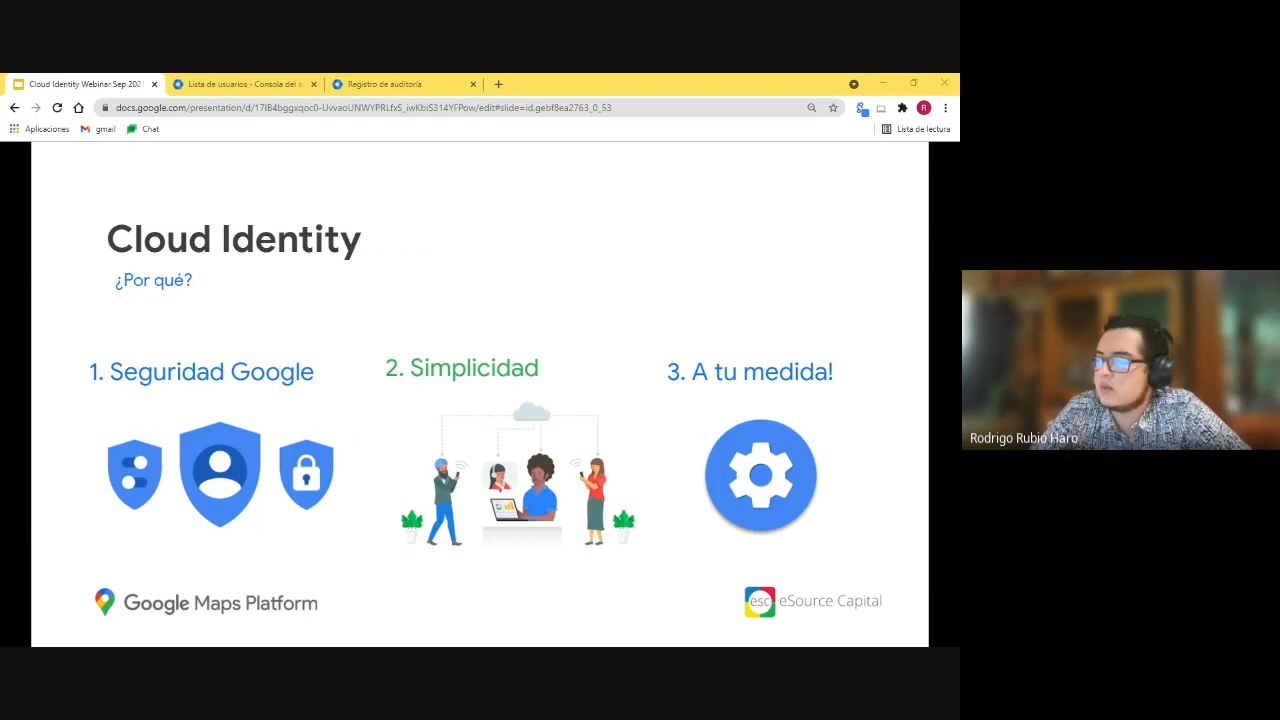 Cloud Identity Webinar Sep 202
Lista de usuarios - Consola del a
Registro de auditoría
docs.google.com/presentation/d/17IB4bggxqoc0-UvvaoUNWYPRLfxS_iwKbiS314YFPow/edit#slide=id.gebf8ea2763_0_53
R
Aplicaciones
gmail
Chat
Lista de lectura
Cloud Identity
¿Por qué?
1. Seguridad Google
2. Simplicidad
3. A tu medida!
Rodrigo Rubio Haro
Google Maps Platform
esc eSource Capital